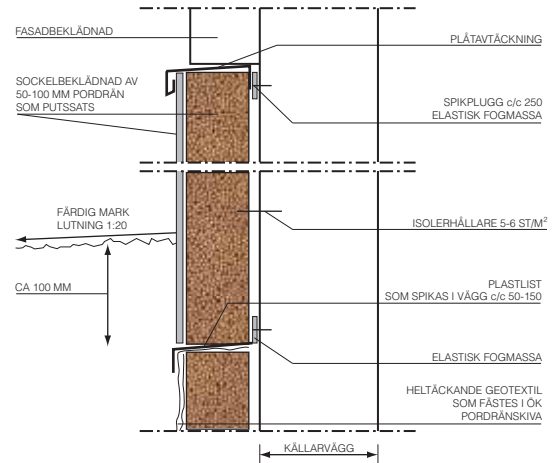 FASADBEKLÄDNAD
PLÅTAVTÄCKNING
SOCKELBEKLÄDNAD AV
50-100 MM PORDRÄN
SOM PUTSSATS
SPIKPLUGG c/c 250
ELASTISK FOGMASSA
FÄRDIG MARK
LUTNING 1:20
ISOLERHÅLLARE 5-6 ST/M²
CA 100 MM
PLASTLIST
SOM SPIKAS I VÄGG c/c 50-150
ELASTISK FOGMASSA
HELTÄCKANDE GEOTEXTIL
SOM FÄSTES I ÖK
PORDRÄNSKIVA
KÄLLARVÄGG